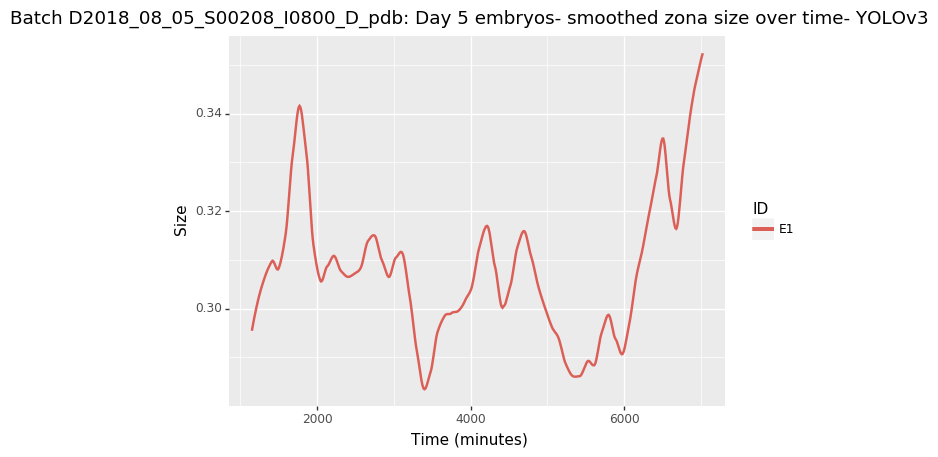 Batch D2018_08_05_S00208_I0800_D_pdb: Day 5 embryos- smoothed zona size over time- YOLOv3
0.34
0.32
0.30
Size
2000
4000
6000
Time (minutes)
ID
E1